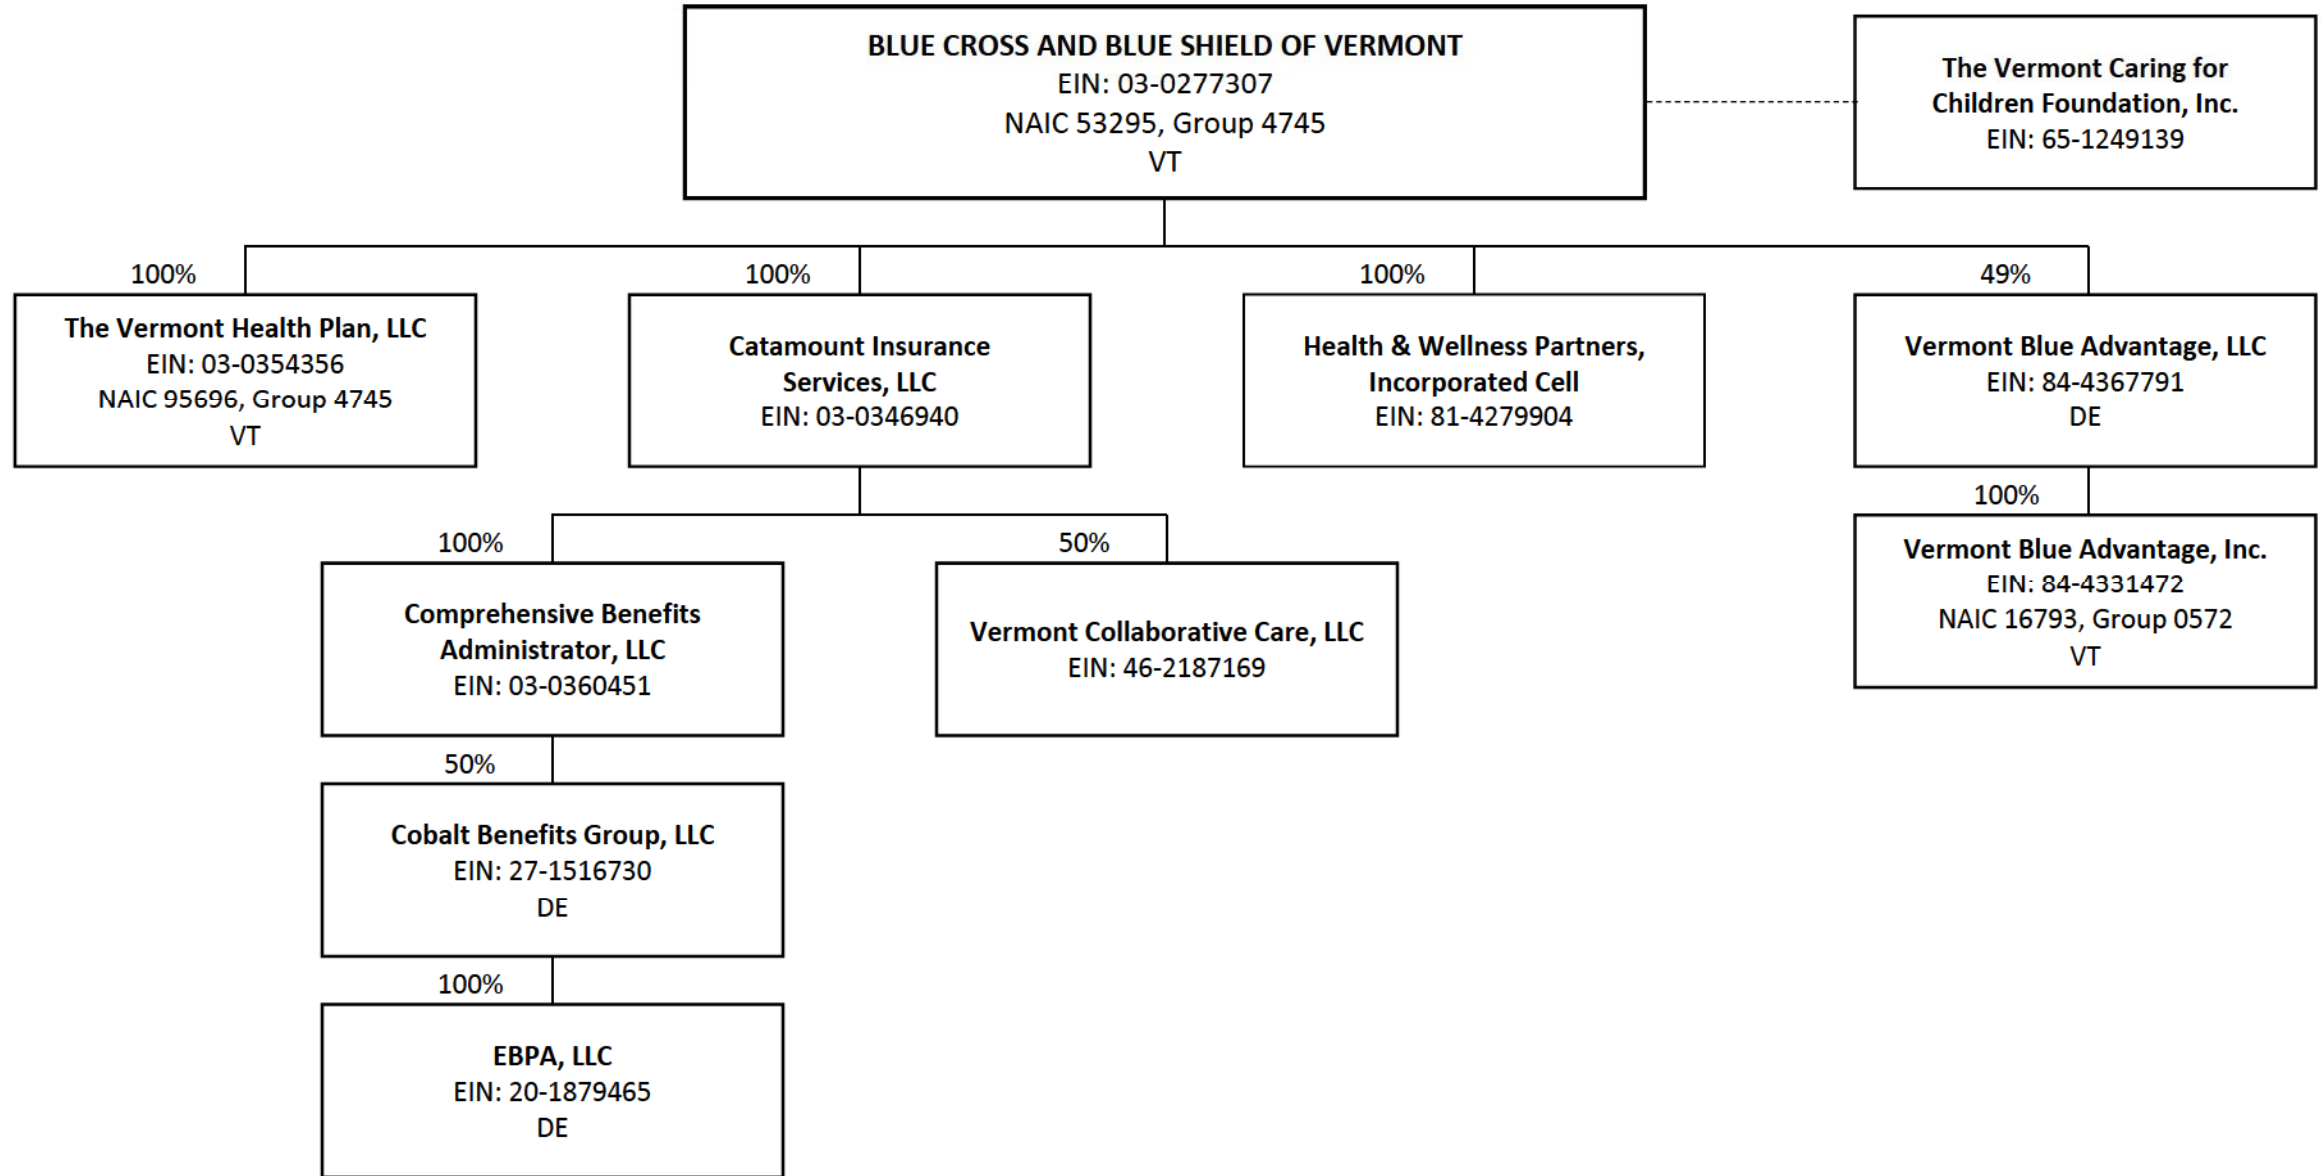 BLUE CROSS AND BLUE SHIELD OF VERMONT
EIN: 03-0277307
NAIC 53295, Group 4745
VT
The Vermont Caring for
Children Foundation, Inc.
EIN: 65-1249139
100%
The Vermont Health Plan, LLC
EIN: 03-0354356
NAIC 95696, Group 4745
VT
100%
Catamount Insurance
Services, LLC
EIN: 03-0346940
100%
Health & Wellness Partners,
Incorporated Cell
EIN: 81-4279904
49%
Vermont Blue Advantage, LLC
EIN: 84-4367791
DE
100%
Comprehensive Benefits
Administrator, LLC
EIN: 03-0360451
50%
Vermont Collaborative Care, LLC
EIN: 46-2187169
100%
Vermont Blue Advantage, Inc.
EIN: 84-4331472
NAIC 16793, Group 0572
VT
50%
Cobalt Benefits Group, LLC
EIN: 27-1516730
DE
100%
EBPA, LLC
EIN: 20-1879465
DE